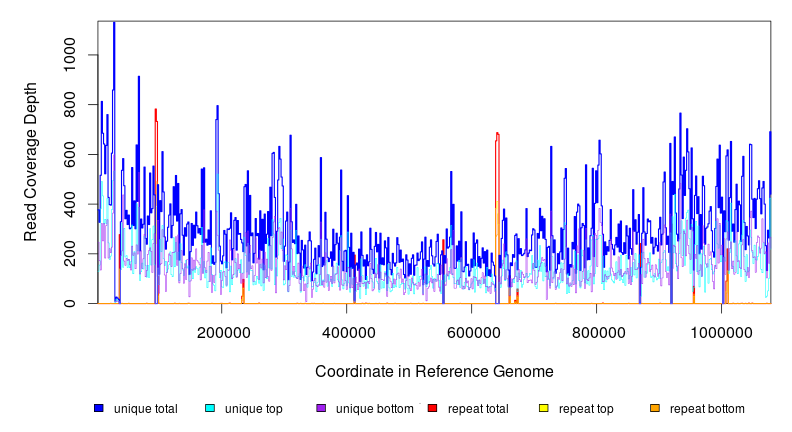 Read Coverage Depth
1000
800
600
400
200
0
200000 400000 600000 800000 1000000
Coordinate in Reference Genome
unique total unique top unique bottom repeat total repeat top repeat bottom